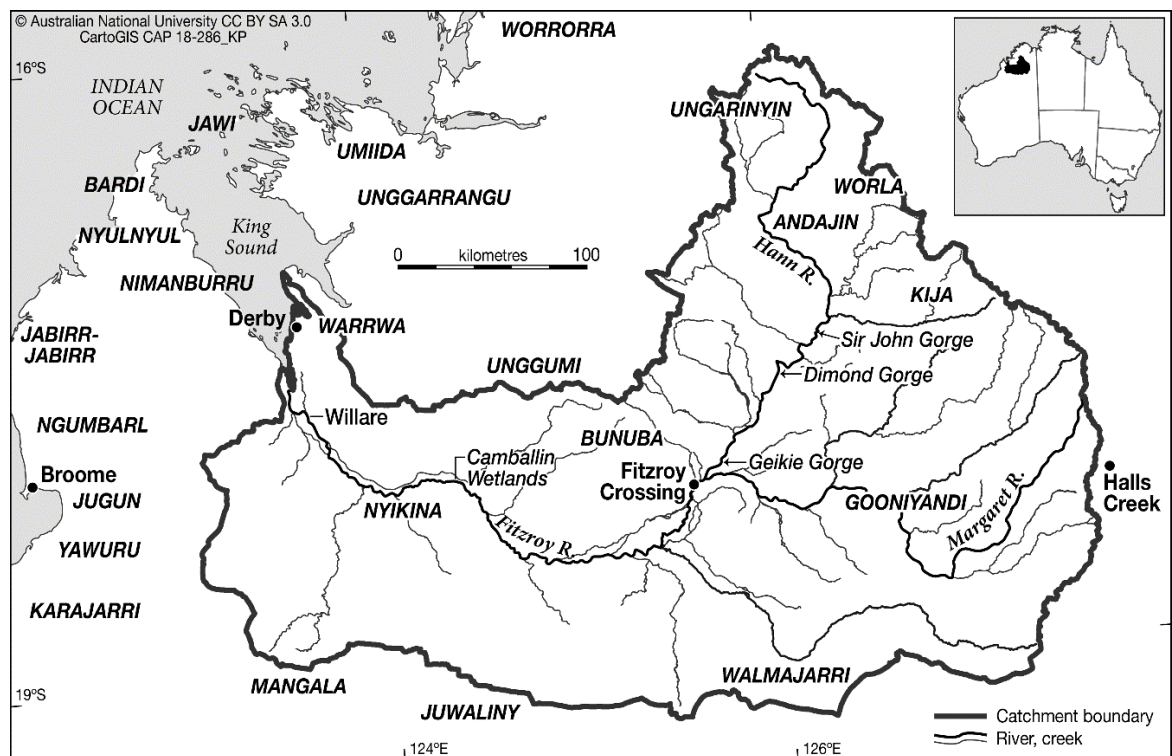 © Australian National University CC BY SA 3.0
CartoGIS CAP 18-286_KP
WORRORRA
16°S
INDIAN
OCEAN
JAWI
UNGARINYIN
UMIIDA
BARDI
WORLA
UNGGARRANGU
ANDAJIN
NYULNYUL
King
Sound
0 kilometres 100
Hann R.
NIMANBURRU
KIJA
Derby
WARRWA
JABIRR-
JABIRR
Sir John Gorge
UNGGUMI
Dimond Gorge
Willare
NGUMBARL
BUNUBA
Camballin
Wetlands
Geikie Gorge
Fitzroy
Crossing
Broome
JUGUN
Halls
Creek
GOONIYANDI
NYIKINA
Margaret R.
Fitzroy R.
YAWURU
KARAJARRI
WALMAJARRI
MANGALA
19°S
JUWALINY
Catchment boundary
River, creek
124°E
126°E